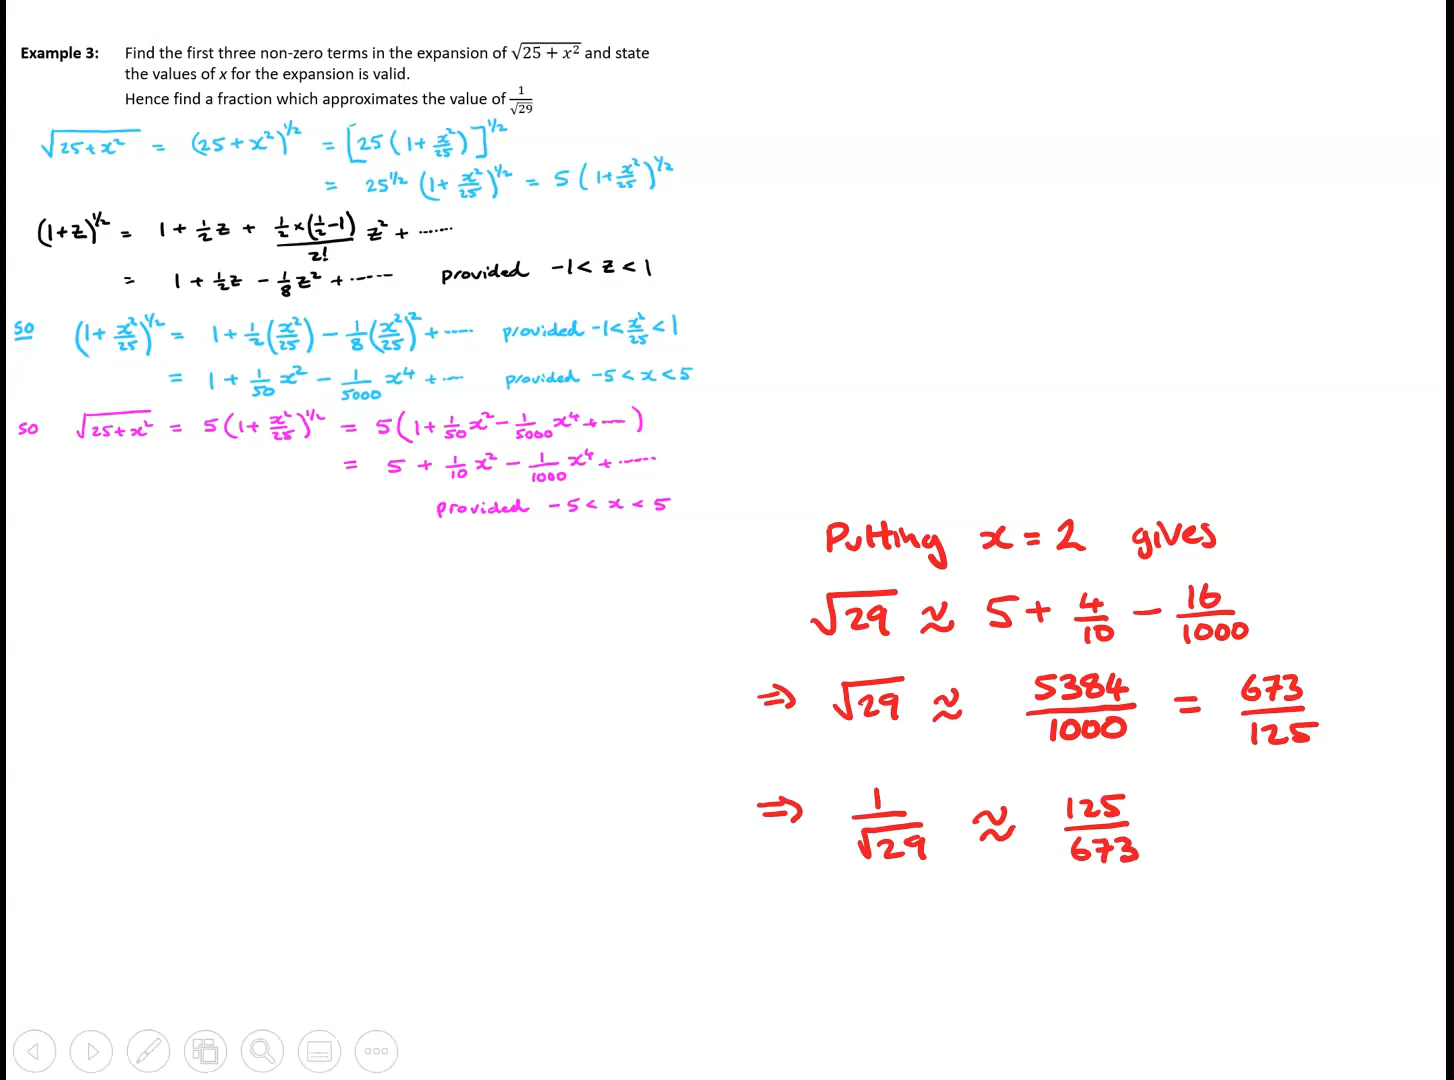 Example 3: Find the first three non-zero terms in the expansion of √(25 + x²) and state
the values of x for the expansion is valid.
Hence find a fraction which approximates the value of 1/√29
√(25+x²) = (25+x²)^½ = [25(1+x²/25)]^½
= 25^½ (1+x²/25)^½ = 5(1+x²/25)^½
(1+z)^½ = 1 + ½z + (½×(½-1))/2! z² + ......
= 1 + ½z - ⅛z² + ...... provided -1 < z < 1
so (1+x²/25)^½ = 1 + ½(x²/25) - ⅛(x²/25)² + .... provided -1 < x²/25 < 1
= 1 + 1/50 x² - 1/5000 x⁴ + ... provided -5 < x < 5
so √(25+x²) = 5(1+x²/25)^½ = 5(1 + 1/50 x² - 1/5000 x⁴ + ...)
= 5 + 1/10 x² - 1/1000 x⁴ + ......
provided -5 < x < 5
Putting x = 2 gives
√29 ≈ 5 + 4/10 - 16/1000
⇒ √29 ≈ 5384/1000 = 673/125
⇒ 1/√29 ≈ 125/673